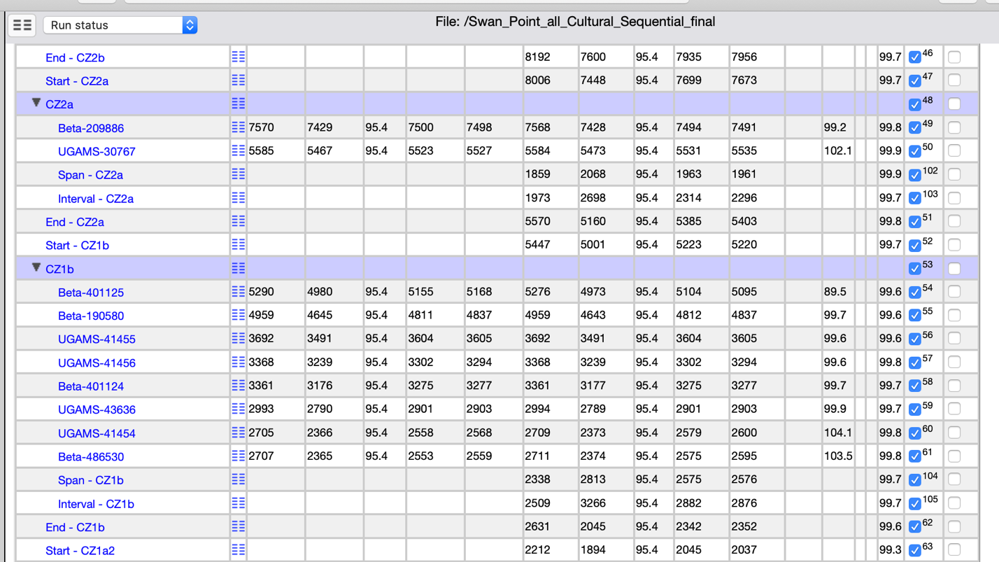 File: /Swan_Point_all_Cultural_Sequential_final
Run status
End - CZ2b 8192 7600 95.4 7935 7956 99.7 46
Start - CZ2a 8006 7448 95.4 7699 7673 99.7 47
CZ2a 48
Beta-209886 7570 7429 95.4 7500 7498 7568 7428 95.4 7494 7491 99.2 99.8 49
UGAMS-30767 5585 5467 95.4 5523 5527 5584 5473 95.4 5531 5535 102.1 99.9 50
Span - CZ2a 1859 2068 95.4 1963 1961 99.9 102
Interval - CZ2a 1973 2698 95.4 2314 2296 99.7 103
End - CZ2a 5570 5160 95.4 5385 5403 99.8 51
Start - CZ1b 5447 5001 95.4 5223 5220 99.7 52
CZ1b 53
Beta-401125 5290 4980 95.4 5155 5168 5276 4973 95.4 5104 5095 89.5 99.6 54
Beta-190580 4959 4645 95.4 4811 4837 4959 4643 95.4 4812 4837 99.7 99.6 55
UGAMS-41455 3692 3491 95.4 3604 3605 3692 3491 95.4 3604 3605 99.6 99.6 56
UGAMS-41456 3368 3239 95.4 3302 3294 3368 3239 95.4 3302 3294 99.6 99.8 57
Beta-401124 3361 3176 95.4 3275 3277 3361 3177 95.4 3275 3277 99.7 99.7 58
UGAMS-43636 2993 2790 95.4 2901 2903 2994 2789 95.4 2901 2903 99.9 99.7 59
UGAMS-41454 2705 2366 95.4 2558 2568 2709 2373 95.4 2579 2600 104.1 99.8 60
Beta-486530 2707 2365 95.4 2553 2559 2711 2374 95.4 2575 2595 103.5 99.8 61
Span - CZ1b 2338 2813 95.4 2575 2576 99.7 104
Interval - CZ1b 2509 3266 95.4 2882 2876 99.7 105
End - CZ1b 2631 2045 95.4 2342 2352 99.6 62
Start - CZ1a2 2212 1894 95.4 2045 2037 99.3 63